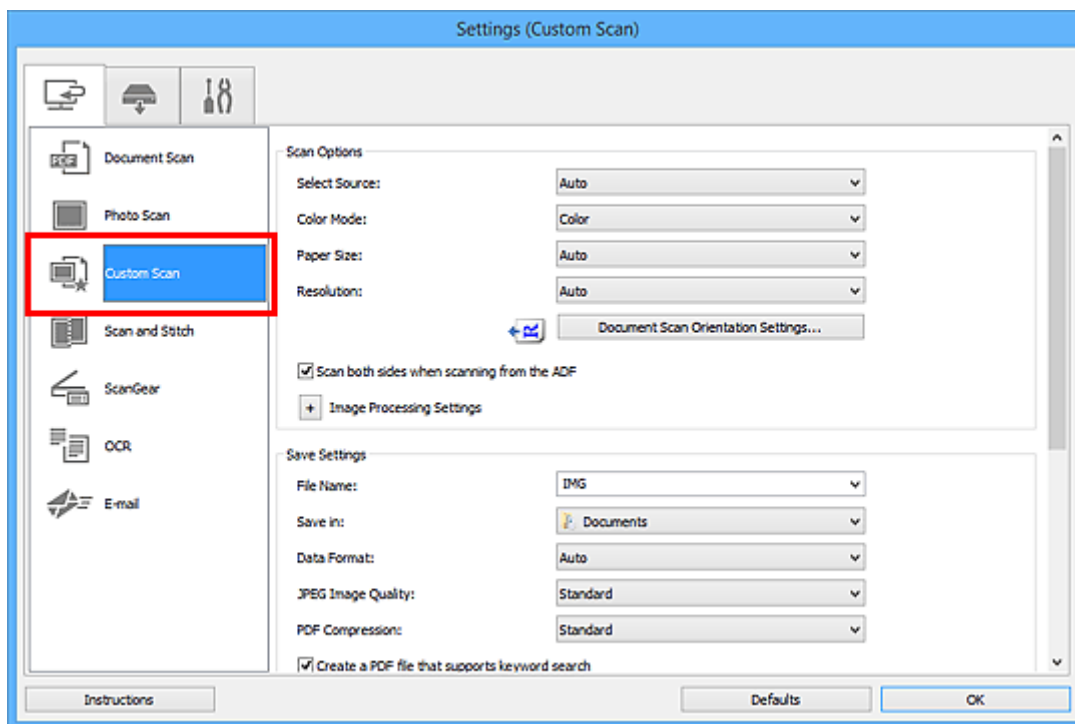 Settings (Custom Scan)
PDF
Document Scan
Photo Scan
Custom Scan
Scan and Stitch
ScanGear
OCR
E-mail
Scan Options
Select Source: Auto
Color Mode: Color
Paper Size: Auto
Resolution: Auto
R Document Scan Orientation Settings...
Scan both sides when scanning from the ADF
+ Image Processing Settings
Save Settings
File Name: IMG
Save in: Documents
Data Format: Auto
JPEG Image Quality: Standard
PDF Compression: Standard
Create a PDF file that supports keyword search
Instructions Defaults OK